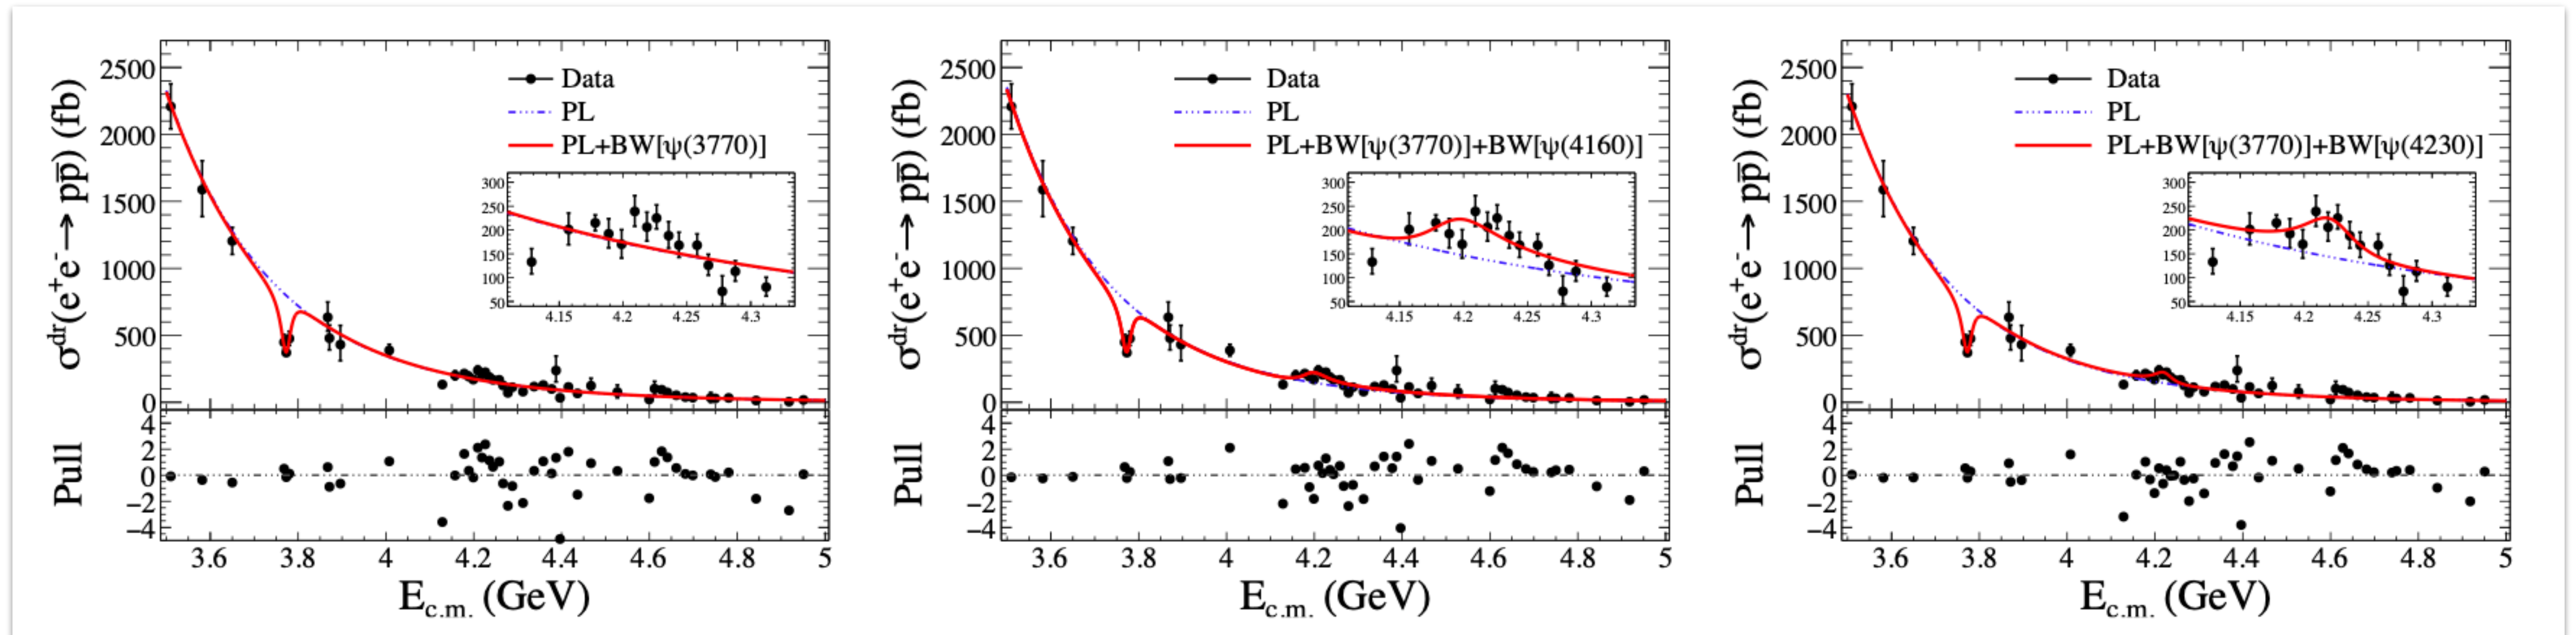 σ^dr(e⁺e⁻→ pp̅) (fb)
2500
2000
1500
1000
500
0
Data
PL
PL+BW[ψ(3770)]
300
250
200
150
100
50
4.15 4.2 4.25 4.3
Pull
4
2
0
−2
−4
3.6 3.8 4 4.2 4.4 4.6 4.8 5
E_c.m. (GeV)
σ^dr(e⁺e⁻→ pp̅) (fb)
2500
2000
1500
1000
500
0
Data
PL
PL+BW[ψ(3770)]+BW[ψ(4160)]
300
250
200
150
100
50
4.15 4.2 4.25 4.3
Pull
4
2
0
−2
−4
3.6 3.8 4 4.2 4.4 4.6 4.8 5
E_c.m. (GeV)
σ^dr(e⁺e⁻→ pp̅) (fb)
2500
2000
1500
1000
500
0
Data
PL
PL+BW[ψ(3770)]+BW[ψ(4230)]
300
250
200
150
100
50
4.15 4.2 4.25 4.3
Pull
4
2
0
−2
−4
3.6 3.8 4 4.2 4.4 4.6 4.8 5
E_c.m. (GeV)